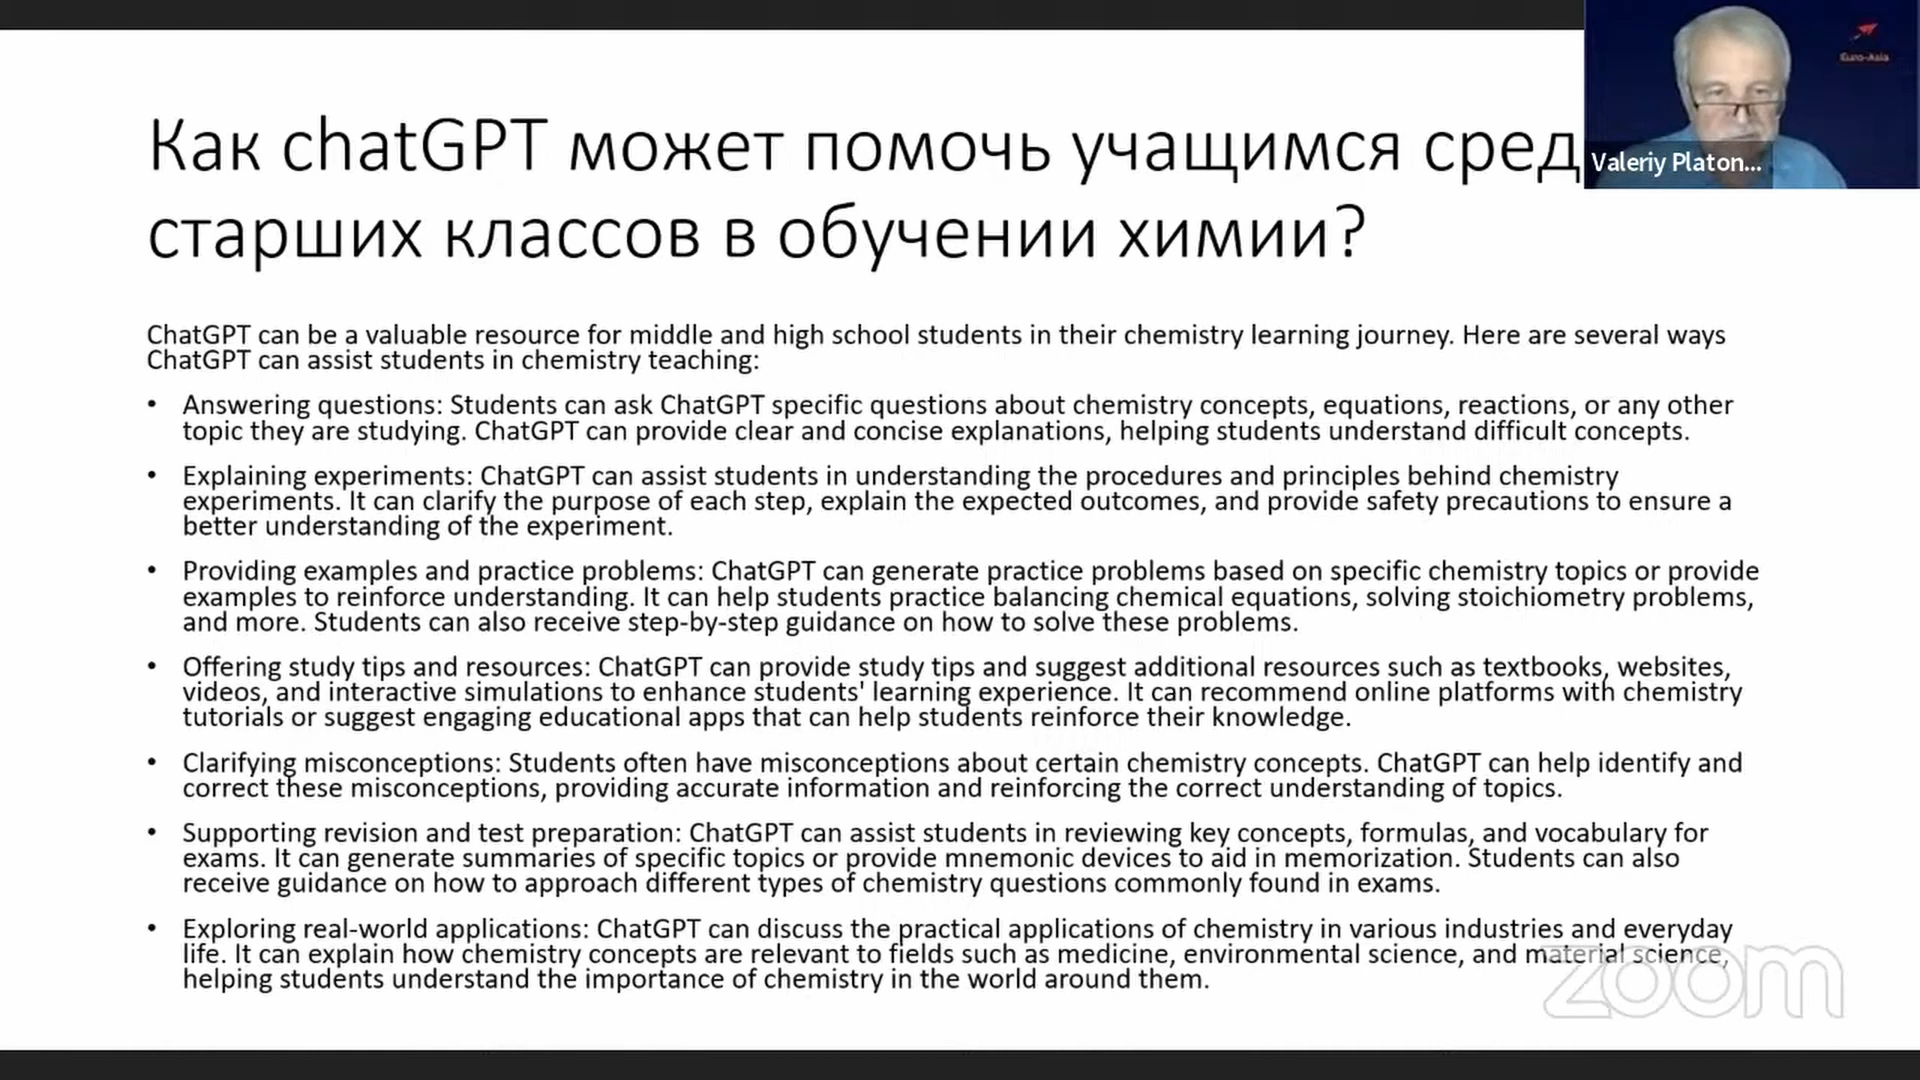 Как chatGPT может помочь учащимся сред
старших классов в обучении химии?
Euro-Asia
Valeriy Platon...
ChatGPT can be a valuable resource for middle and high school students in their chemistry learning journey. Here are several ways
ChatGPT can assist students in chemistry teaching:
• Answering questions: Students can ask ChatGPT specific questions about chemistry concepts, equations, reactions, or any other
topic they are studying. ChatGPT can provide clear and concise explanations, helping students understand difficult concepts.
• Explaining experiments: ChatGPT can assist students in understanding the procedures and principles behind chemistry
experiments. It can clarify the purpose of each step, explain the expected outcomes, and provide safety precautions to ensure a
better understanding of the experiment.
• Providing examples and practice problems: ChatGPT can generate practice problems based on specific chemistry topics or provide
examples to reinforce understanding. It can help students practice balancing chemical equations, solving stoichiometry problems,
and more. Students can also receive step-by-step guidance on how to solve these problems.
• Offering study tips and resources: ChatGPT can provide study tips and suggest additional resources such as textbooks, websites,
videos, and interactive simulations to enhance students' learning experience. It can recommend online platforms with chemistry
tutorials or suggest engaging educational apps that can help students reinforce their knowledge.
• Clarifying misconceptions: Students often have misconceptions about certain chemistry concepts. ChatGPT can help identify and
correct these misconceptions, providing accurate information and reinforcing the correct understanding of topics.
• Supporting revision and test preparation: ChatGPT can assist students in reviewing key concepts, formulas, and vocabulary for
exams. It can generate summaries of specific topics or provide mnemonic devices to aid in memorization. Students can also
receive guidance on how to approach different types of chemistry questions commonly found in exams.
• Exploring real-world applications: ChatGPT can discuss the practical applications of chemistry in various industries and everyday
life. It can explain how chemistry concepts are relevant to fields such as medicine, environmental science, and material science,
helping students understand the importance of chemistry in the world around them.
zoom